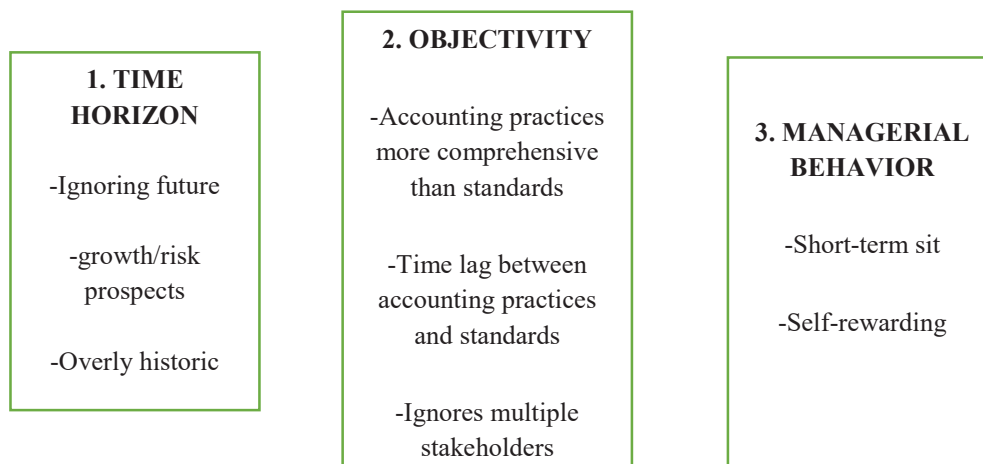 1. TIME
HORIZON
-Ignoring future
-growth/risk
prospects
-Overly historic
2. OBJECTIVITY
-Accounting practices
more comprehensive
than standards
-Time lag between
accounting practices
and standards
-Ignores multiple
stakeholders
3. MANAGERIAL
BEHAVIOR
-Short-term sit
-Self-rewarding